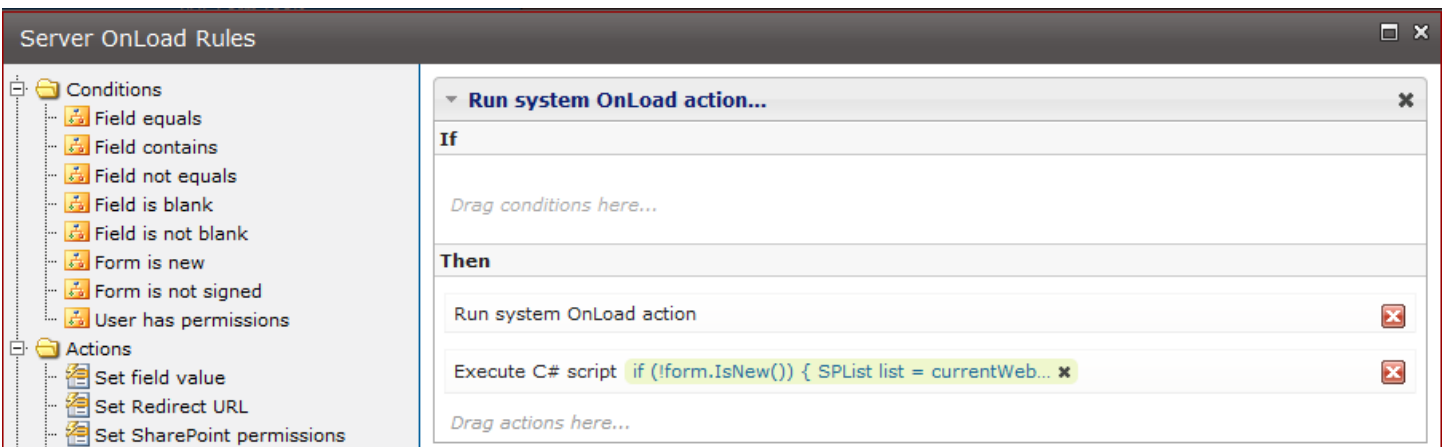 Server OnLoad Rules
Conditions
Field equals
Field contains
Field not equals
Field is blank
Field is not blank
Form is new
Form is not signed
User has permissions
Actions
Set field value
Set Redirect URL
Set SharePoint permissions
Run system OnLoad action...
If
Drag conditions here...
Then
Run system OnLoad action
Execute C# script if (!form.IsNew()) { SPList list = currentWeb...
Drag actions here...